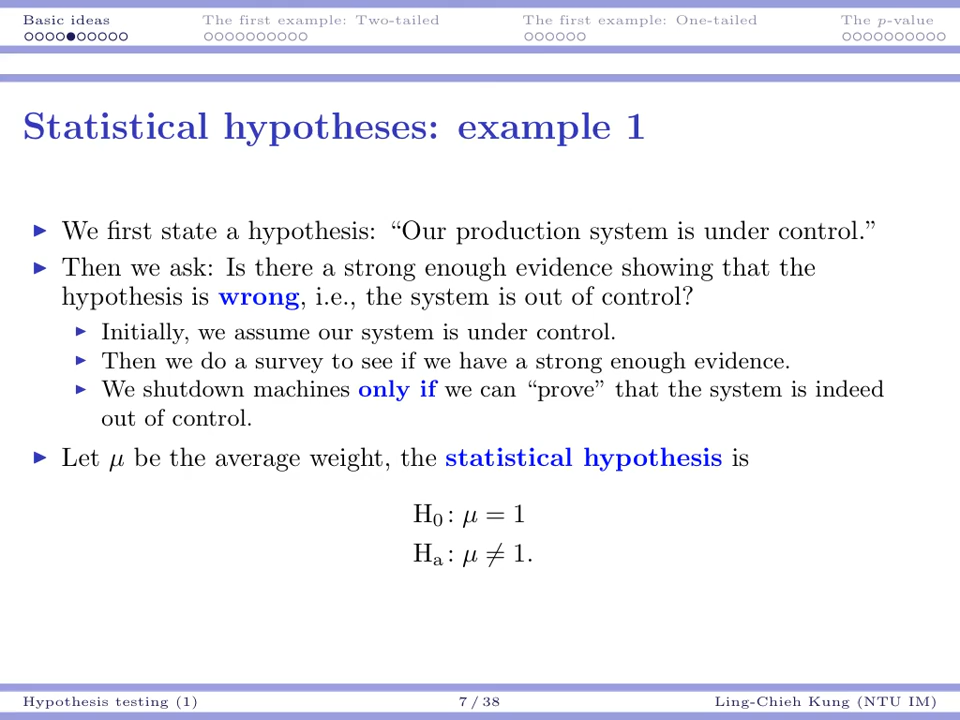 Basic ideas The first example: Two-tailed The first example: One-tailed The p-value
Statistical hypotheses: example 1
We first state a hypothesis: “Our production system is under control.”
Then we ask: Is there a strong enough evidence showing that the
hypothesis is wrong, i.e., the system is out of control?
Initially, we assume our system is under control.
Then we do a survey to see if we have a strong enough evidence.
We shutdown machines only if we can “prove” that the system is indeed
out of control.
Let μ be the average weight, the statistical hypothesis is
H₀ : μ = 1
Hₐ : μ ≠ 1.
Hypothesis testing (1) 7 / 38 Ling-Chieh Kung (NTU IM)